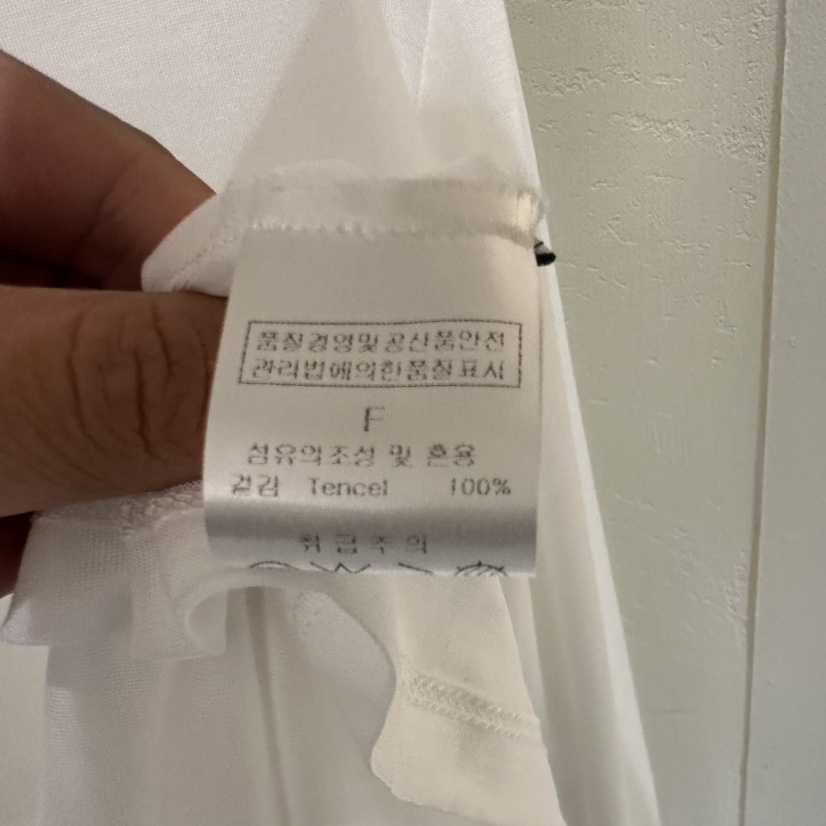 품질경영및공산품안전
관리법에의한품질표시
F
섬유의조성 및 혼용
겉감 Tencel 100%
취급주의